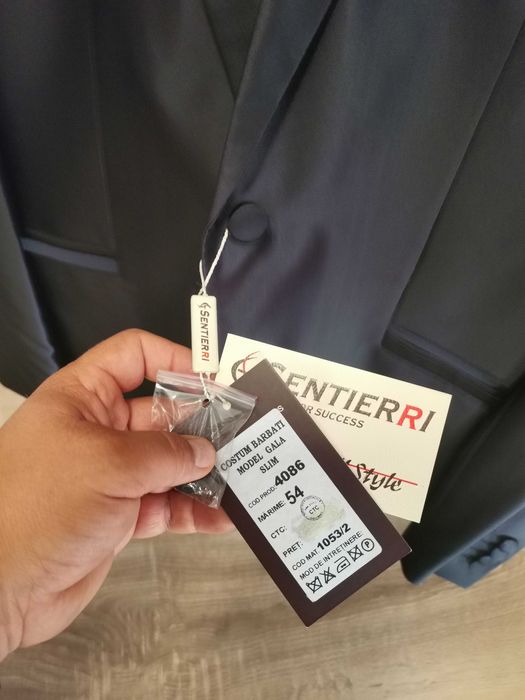 SENTIERRI
SENTIERRI
FOR SUCCESS
Style
COSTUM BARBATI
MODEL GALA
SLIM
COD PROD. 4086
MARIME: 54
CTC:
CTC
PRET:
COD MAT. 1053/2
MOD DE INTRETINERE:
P